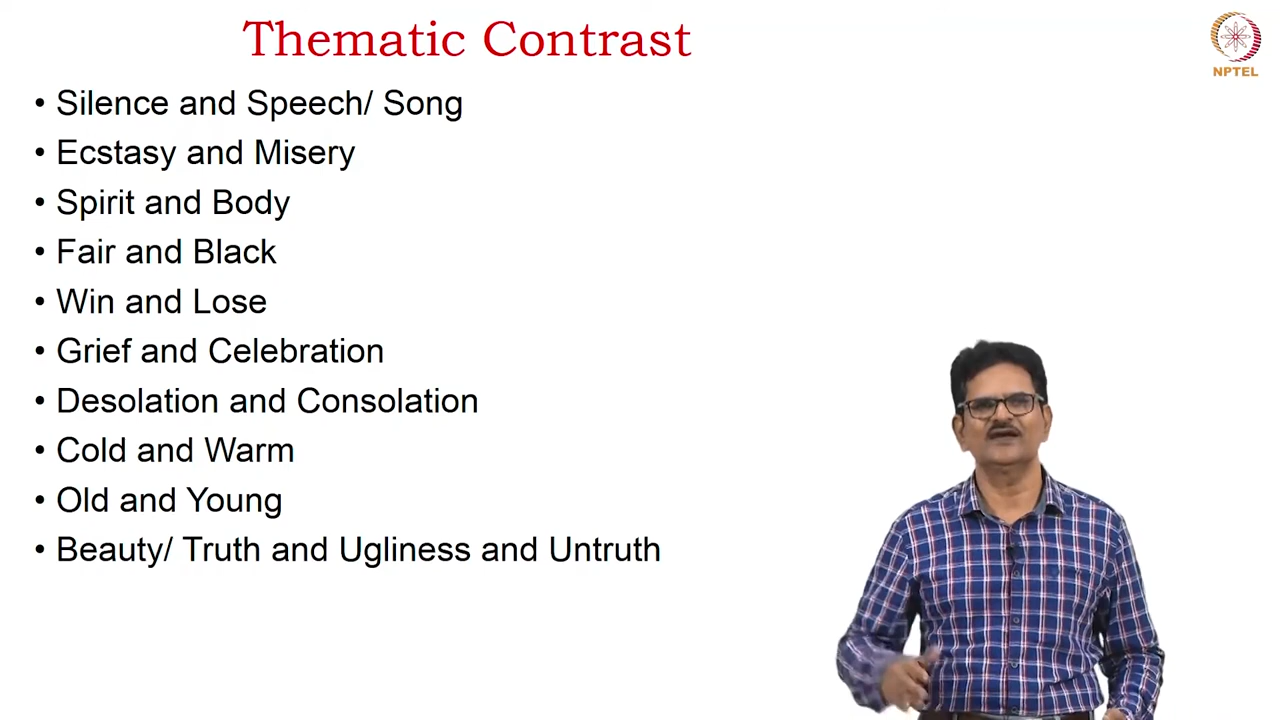 Thematic Contrast
NPTEL
• Silence and Speech/ Song
• Ecstasy and Misery
• Spirit and Body
• Fair and Black
• Win and Lose
• Grief and Celebration
• Desolation and Consolation
• Cold and Warm
• Old and Young
• Beauty/ Truth and Ugliness and Untruth